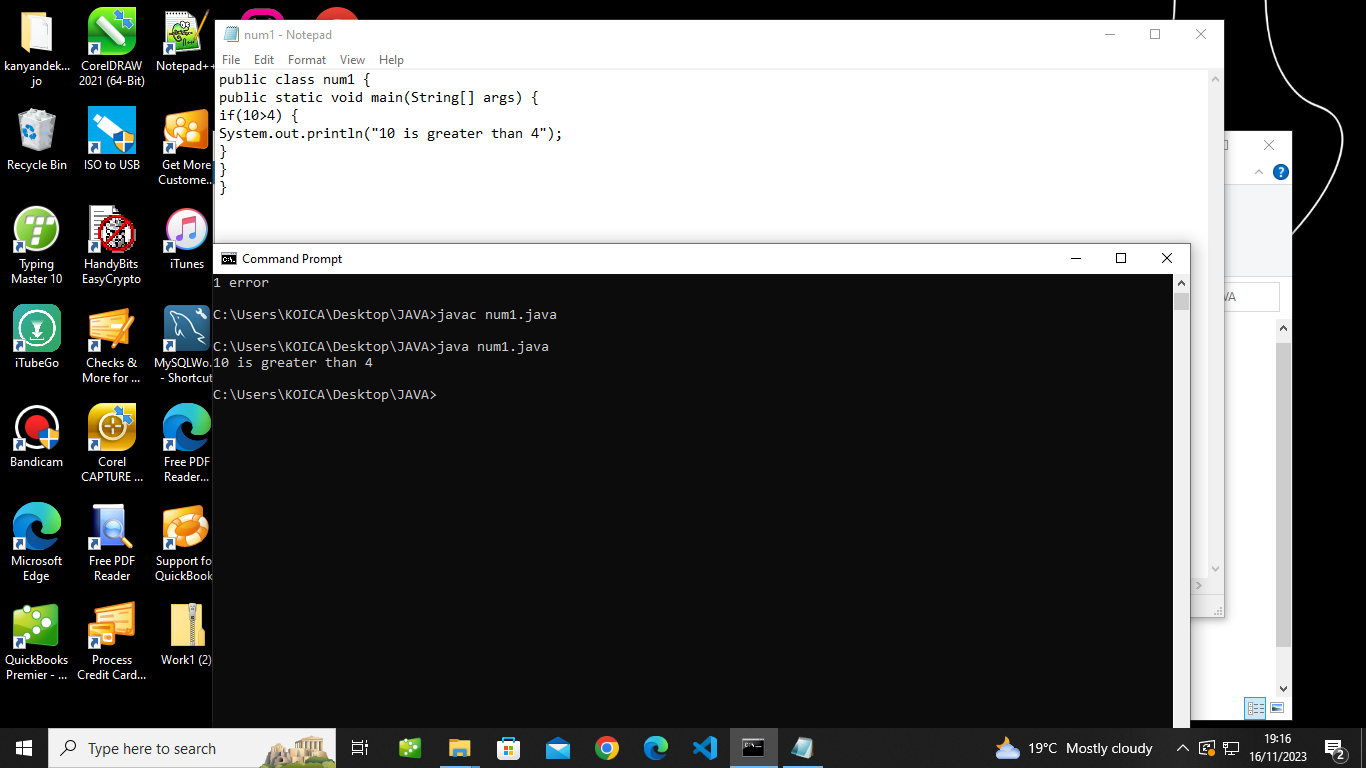 kanyandek...
jo
CorelDRAW
2021 (64-Bit)
Notepad++
Recycle Bin
ISO to USB
Get More
Custome...
Typing
Master 10
HandyBits
EasyCrypto
iTunes
iTubeGo
Checks &
More for ...
MySQLWo...
- Shortcut
Bandicam
Corel
CAPTURE ...
Free PDF
Reader...
Microsoft
Edge
Free PDF
Reader
Support fo
QuickBook
QuickBooks
Premier - ...
Process
Credit Card...
Work1 (2)
num1 - Notepad
File Edit Format View Help
public class num1 {
public static void main(String[] args) {
if(10>4) {
System.out.println("10 is greater than 4");
}
}
}
Command Prompt
1 error
C:\Users\KOICA\Desktop\JAVA>javac num1.java
C:\Users\KOICA\Desktop\JAVA>java num1.java
10 is greater than 4
C:\Users\KOICA\Desktop\JAVA>
Type here to search
19°C Mostly cloudy
19:16
16/11/2023
2